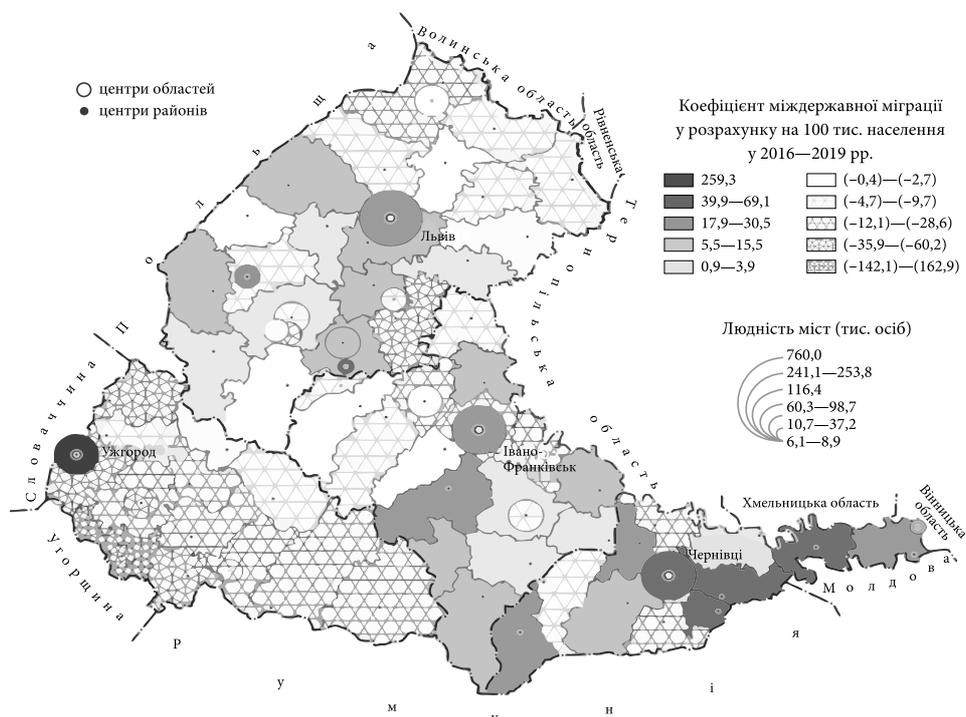 Волинська область
Рівненська
область
Тернопільська
область
Польща
центри областей
центри районів
Коефіцієнт міждержавної міграції
у розрахунку на 100 тис. населення
у 2016—2019 рр.
259,3
39,9—69,1
17,9—30,5
5,5—15,5
0,9—3,9
(−0,4)—(−2,7)
(−4,7)—(−9,7)
(−12,1)—(−28,6)
(−35,9)—(−60,2)
(−142,1)—(162,9)
Львів
Людність міст (тис. осіб)
760,0
241,1—253,8
116,4
60,3—98,7
10,7—37,2
6,1—8,9
Словаччина
Ужгород
Івано-
Франківськ
Хмельницька область
Вінницька
область
Чернівці
Молдова
Угорщина
Румунія